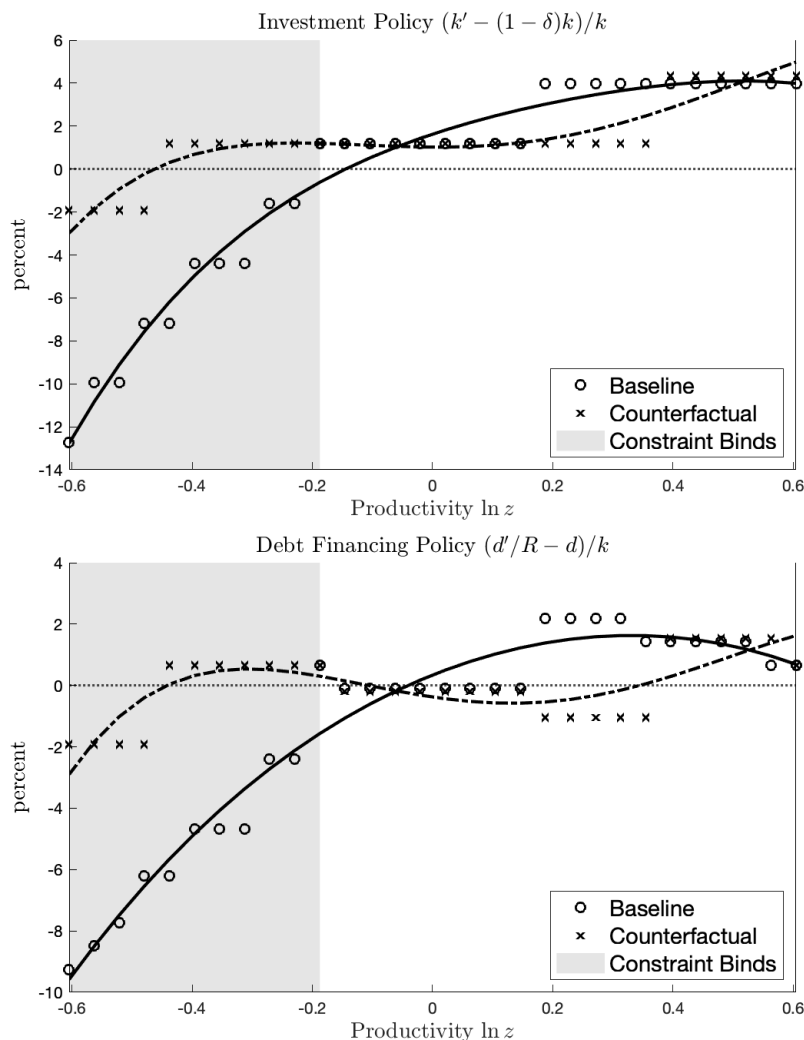 Investment Policy (k′ − (1 − δ)k)/k
6
4
2
0
-2
-4
-6
-8
-10
-12
-14
percent
-0.6 -0.4 -0.2 0 0.2 0.4 0.6
Productivity ln z
Baseline
Counterfactual
Constraint Binds
Debt Financing Policy (d′/R − d)/k
4
2
0
-2
-4
-6
-8
-10
percent
-0.6 -0.4 -0.2 0 0.2 0.4 0.6
Productivity ln z
Baseline
Counterfactual
Constraint Binds